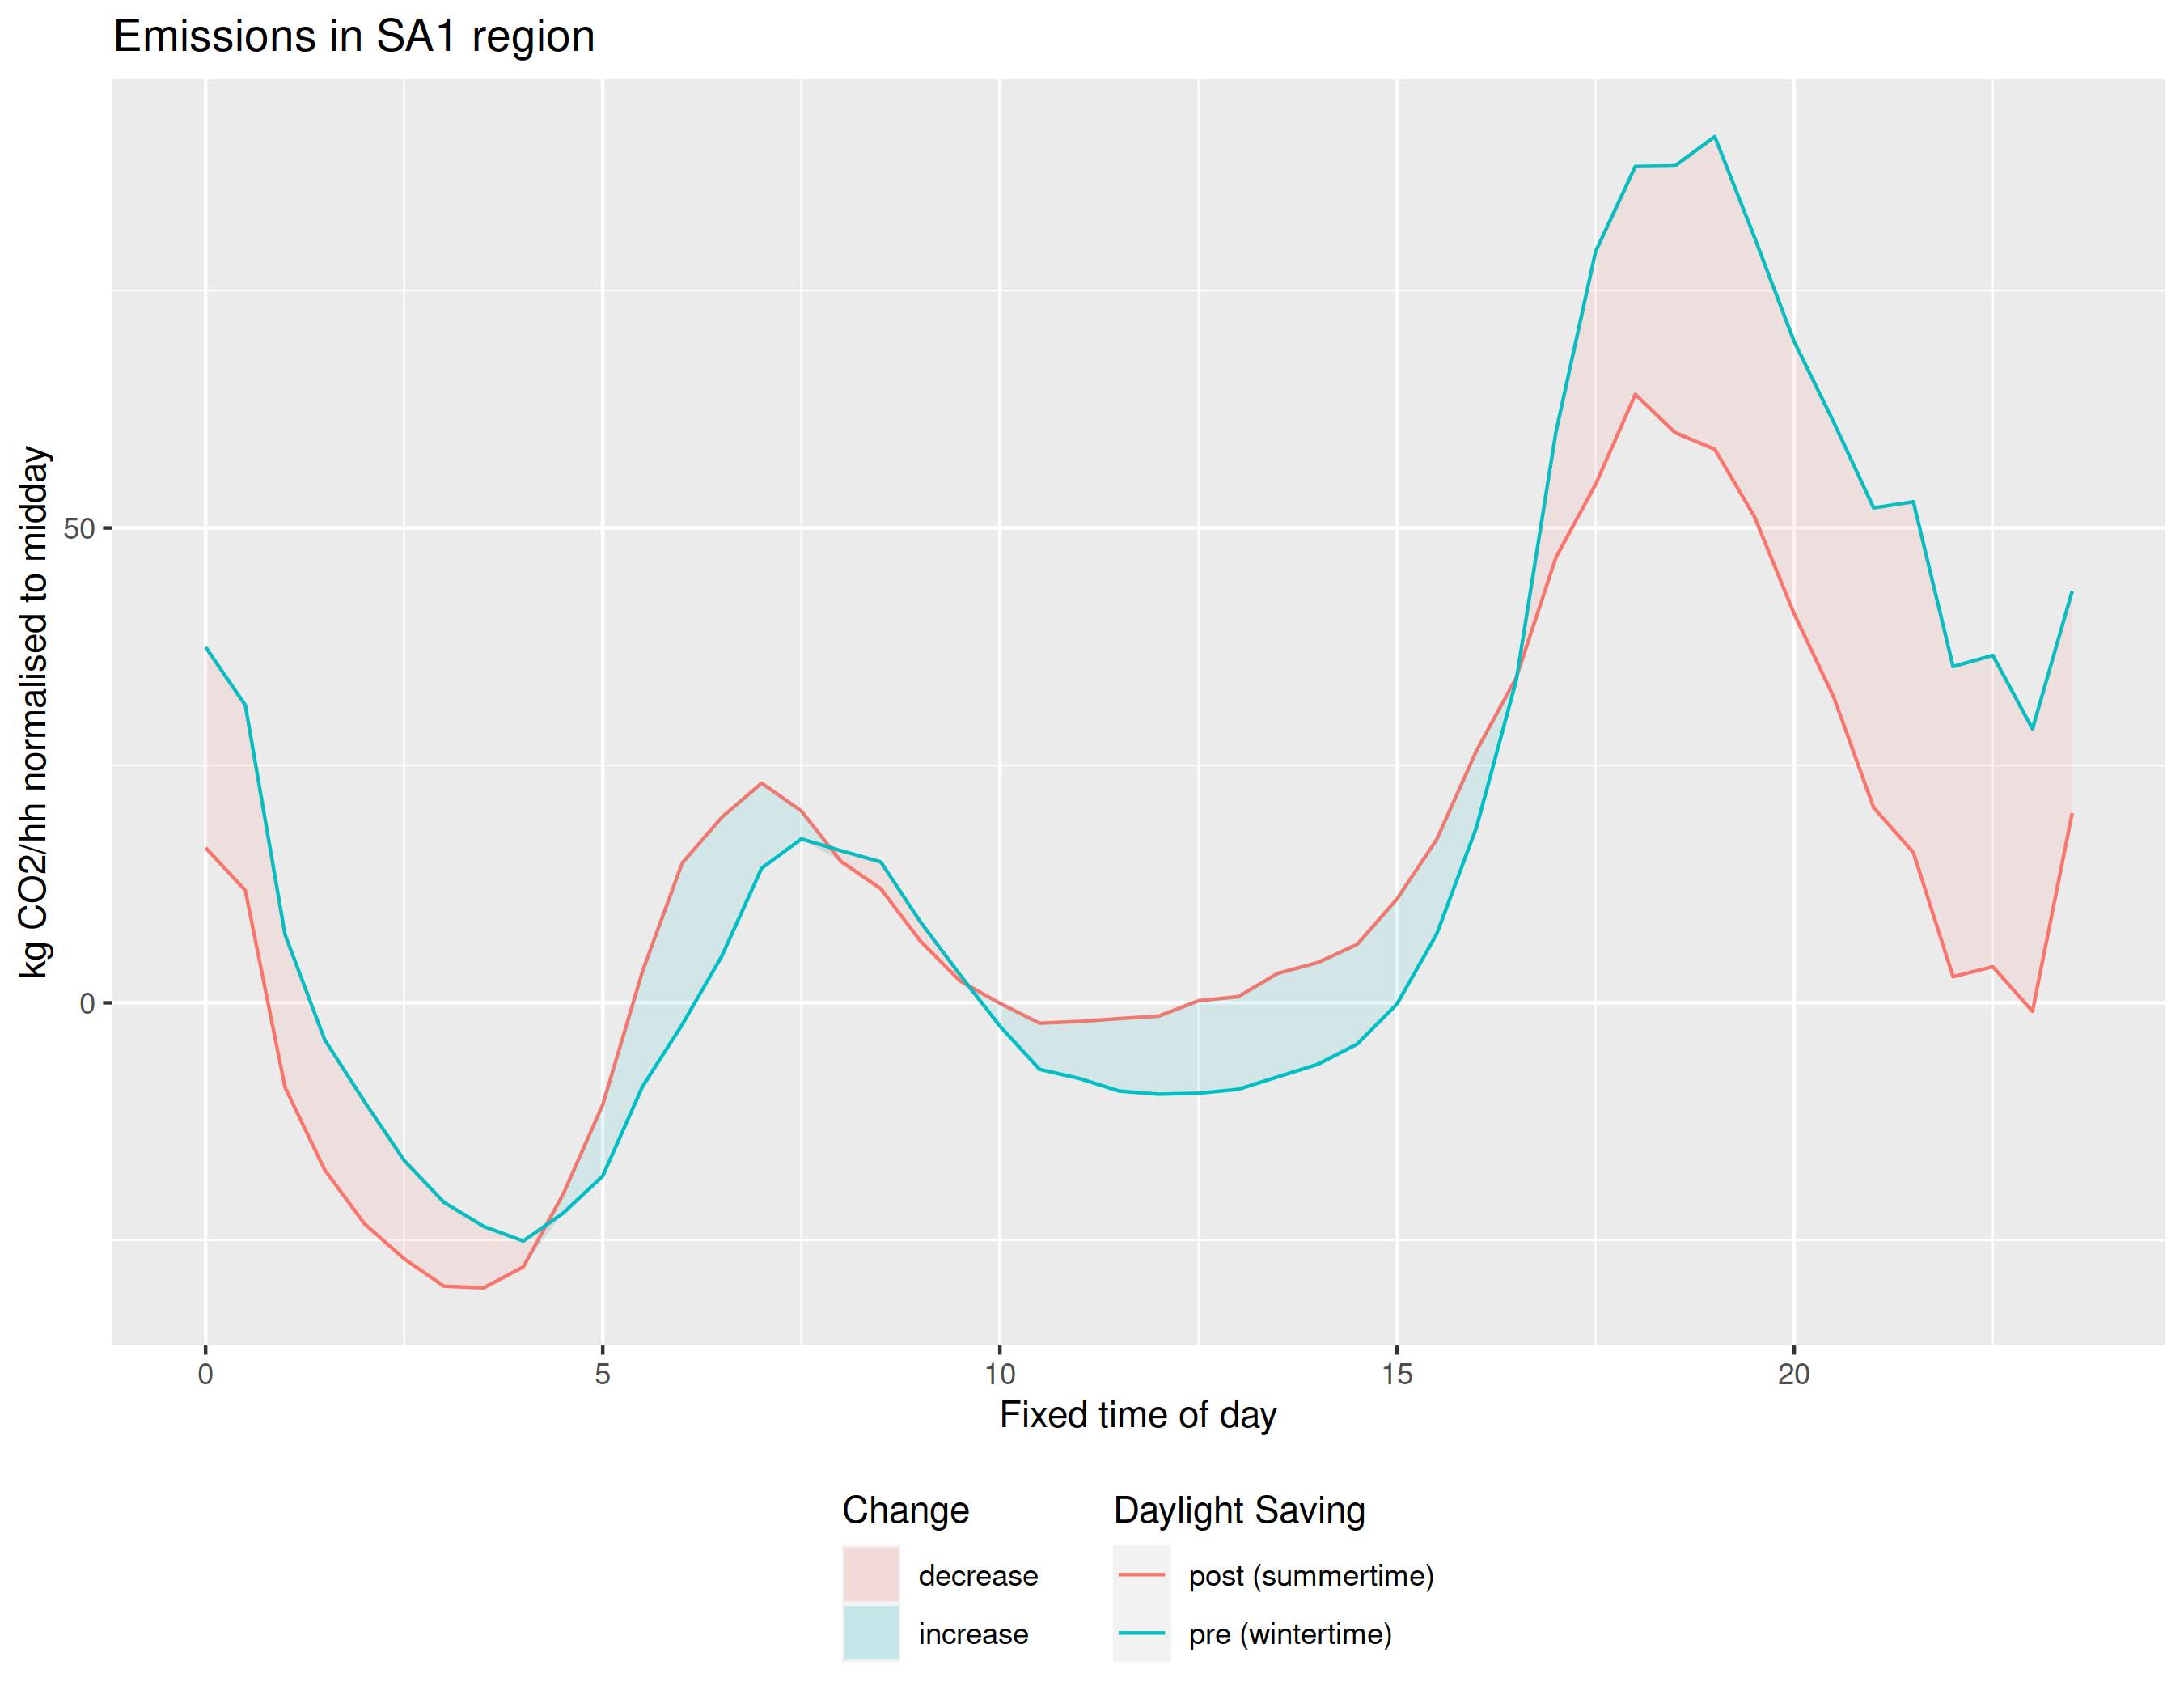 Emissions in SA1 region
kg CO2/hh normalised to midday
50
0
0 5 10 15 20
Fixed time of day
Change
decrease
increase
Daylight Saving
post (summertime)
pre (wintertime)